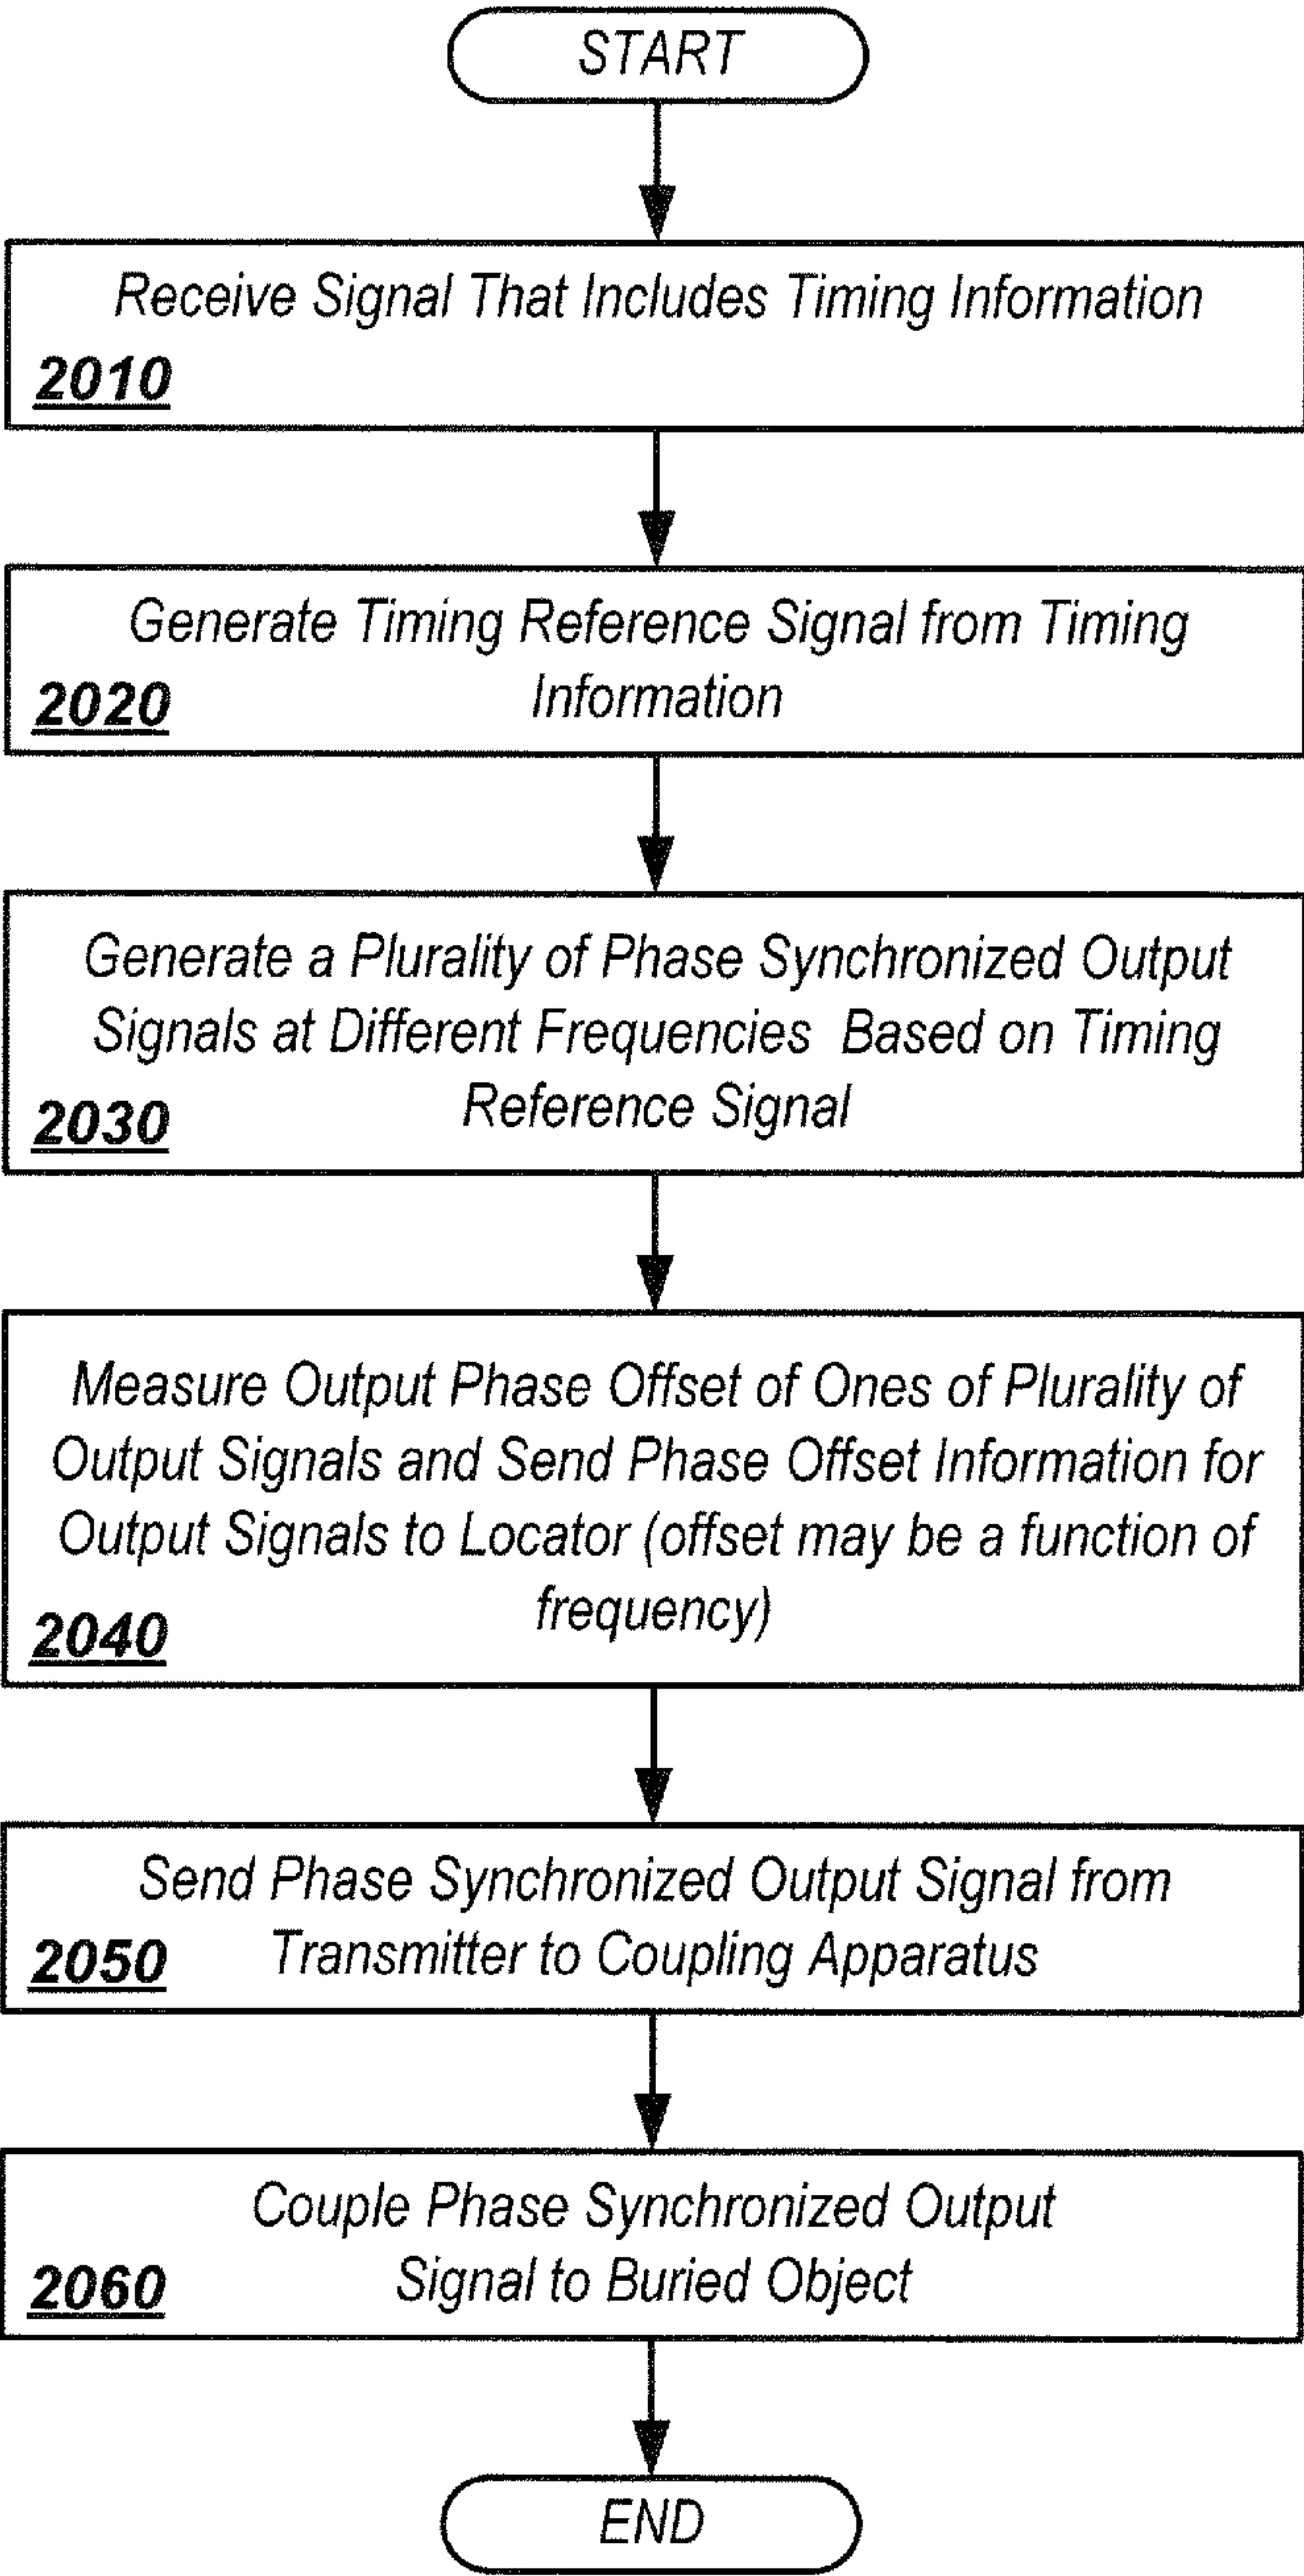 START
Receive Signal That Includes Timing Information
2010
Generate Timing Reference Signal from Timing
Information
2020
Generate a Plurality of Phase Synchronized Output
Signals at Different Frequencies Based on Timing
Reference Signal
2030
Measure Output Phase Offset of Ones of Plurality of
Output Signals and Send Phase Offset Information for
Output Signals to Locator (offset may be a function of
frequency)
2040
Send Phase Synchronized Output Signal from
Transmitter to Coupling Apparatus
2050
Couple Phase Synchronized Output
Signal to Buried Object
2060
END